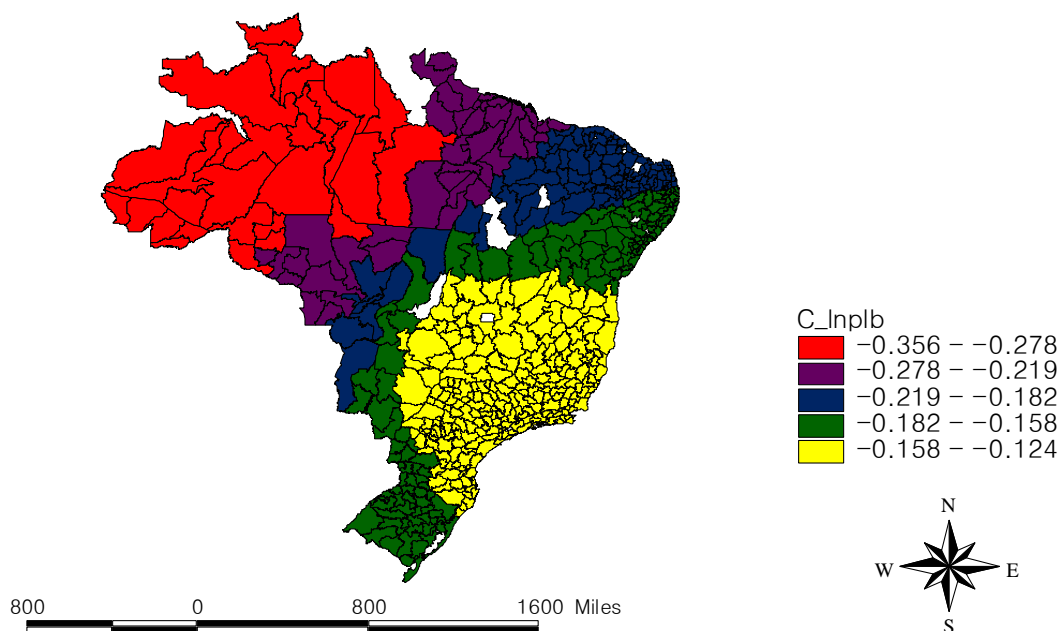 C_lnplb
-0.356 - -0.278
-0.278 - -0.219
-0.219 - -0.182
-0.182 - -0.158
-0.158 - -0.124
N
W E
S
800 0 800 1600 Miles